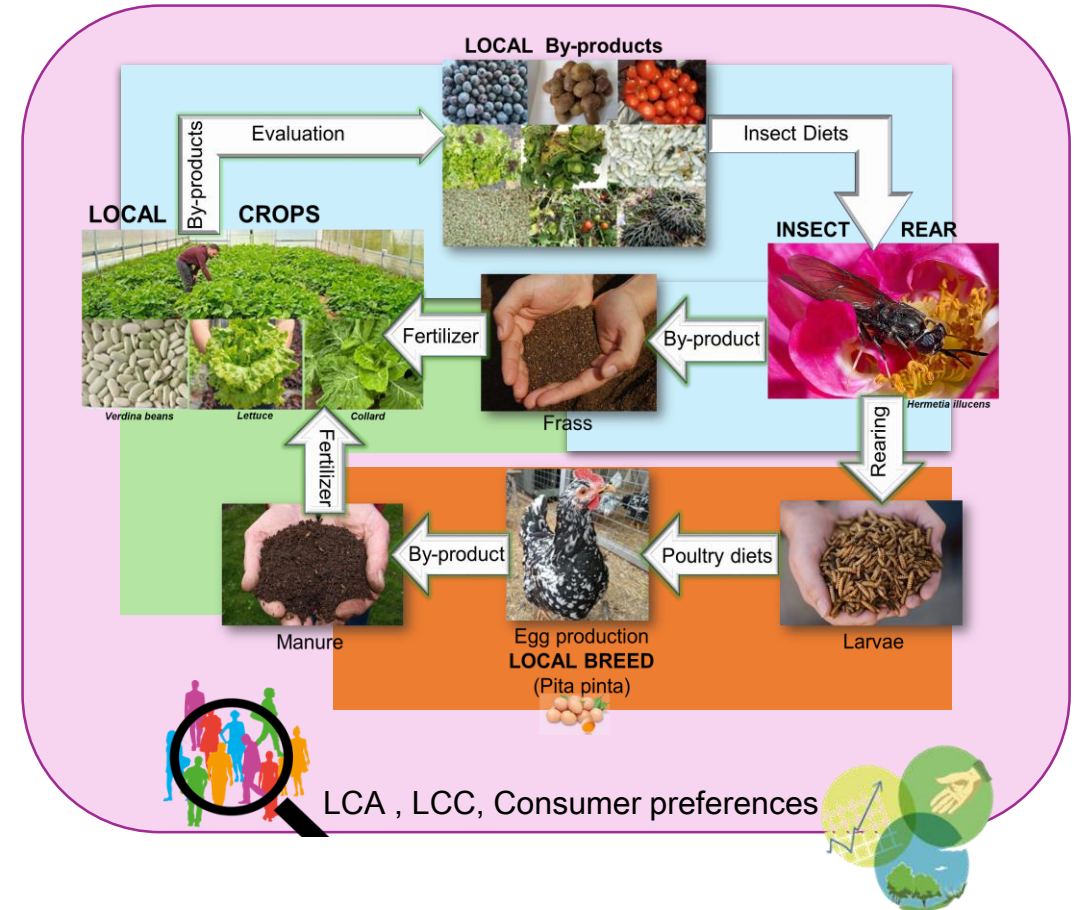 LOCAL By-products
Evaluation
By-products
Insect Diets
LOCAL CROPS
INSECT REAR
Fertilizer
By-product
Verdina beans
Lettuce
Collard
Hermetia illucens
Frass
Rearing
Fertilizer
By-product
Poultry diets
Manure
Egg production
LOCAL BREED
(Pita pinta)
Larvae
LCA , LCC, Consumer preferences